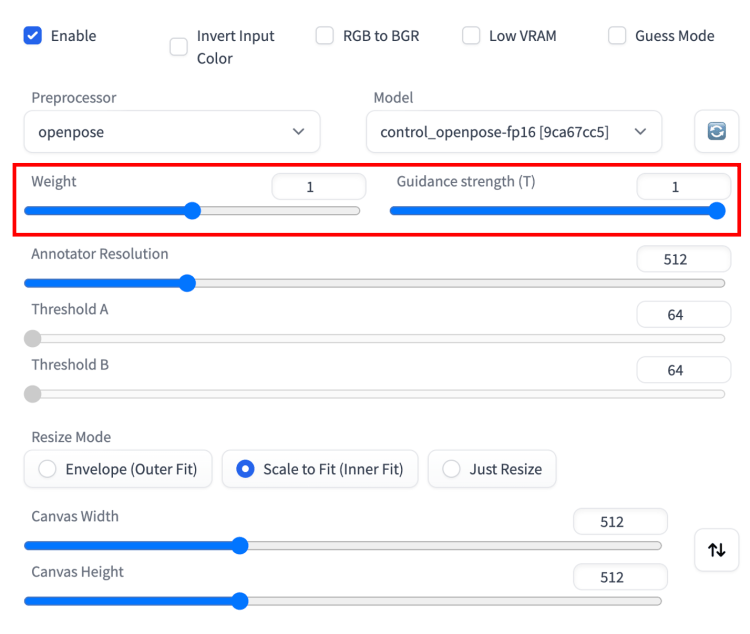 Enable
Invert Input
Color
RGB to BGR
Low VRAM
Guess Mode
Preprocessor
Model
openpose
control_openpose-fp16 [9ca67cc5]
Weight
1
Guidance strength (T)
1
Annotator Resolution
512
Threshold A
64
Threshold B
64
Resize Mode
Envelope (Outer Fit)
Scale to Fit (Inner Fit)
Just Resize
Canvas Width
512
Canvas Height
512